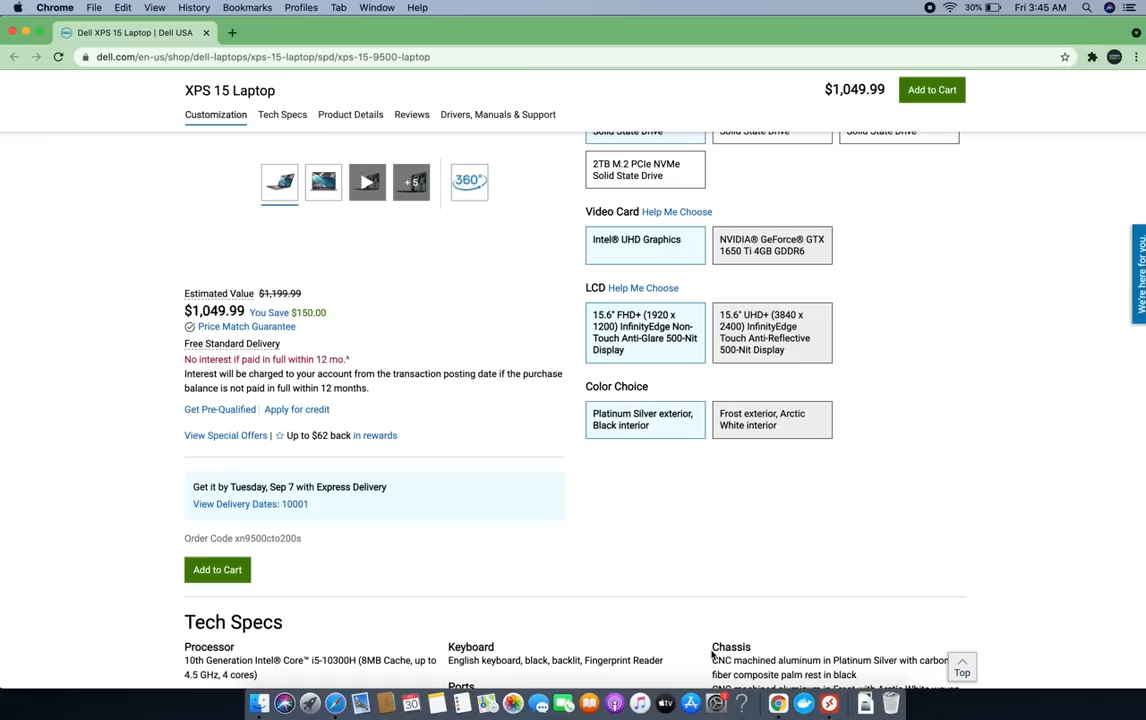 Chrome File Edit View History Bookmarks Profiles Tab Window Help 30% Fri 3:45 AM
Dell XPS 15 Laptop | Dell USA
dell.com/en-us/shop/dell-laptops/xps-15-laptop/spd/xps-15-9500-laptop
XPS 15 Laptop
$1,049.99 Add to Cart
Customization Tech Specs Product Details Reviews Drivers, Manuals & Support
Solid State Drive Solid State Drive Solid State Drive
2TB M.2 PCIe NVMe
Solid State Drive
+5
360°
Video Card Help Me Choose
Intel® UHD Graphics
NVIDIA® GeForce® GTX
1650 Ti 4GB GDDR6
We're here for you.
LCD Help Me Choose
15.6" FHD+ (1920 x
1200) InfinityEdge Non-
Touch Anti-Glare 500-Nit
Display
15.6" UHD+ (3840 x
2400) InfinityEdge
Touch Anti-Reflective
500-Nit Display
Color Choice
Platinum Silver exterior,
Black interior
Frost exterior, Arctic
White interior
Estimated Value $1,199.99
$1,049.99 You Save $150.00
Price Match Guarantee
Free Standard Delivery
No interest if paid in full within 12 mo.^
Interest will be charged to your account from the transaction posting date if the purchase
balance is not paid in full within 12 months.
Get Pre-Qualified Apply for credit
View Special Offers | Up to $62 back in rewards
Get it by Tuesday, Sep 7 with Express Delivery
View Delivery Dates: 10001
Order Code xn9500cto200s
Add to Cart
Tech Specs
Processor
10th Generation Intel® Core™ i5-10300H (8MB Cache, up to
4.5 GHz, 4 cores)
Keyboard
English keyboard, black, backlit, Fingerprint Reader
Ports
Chassis
CNC machined aluminum in Platinum Silver with carbon
fiber composite palm rest in black
CNC machined aluminum in Frost with Arctic White woven
Top
30
tv